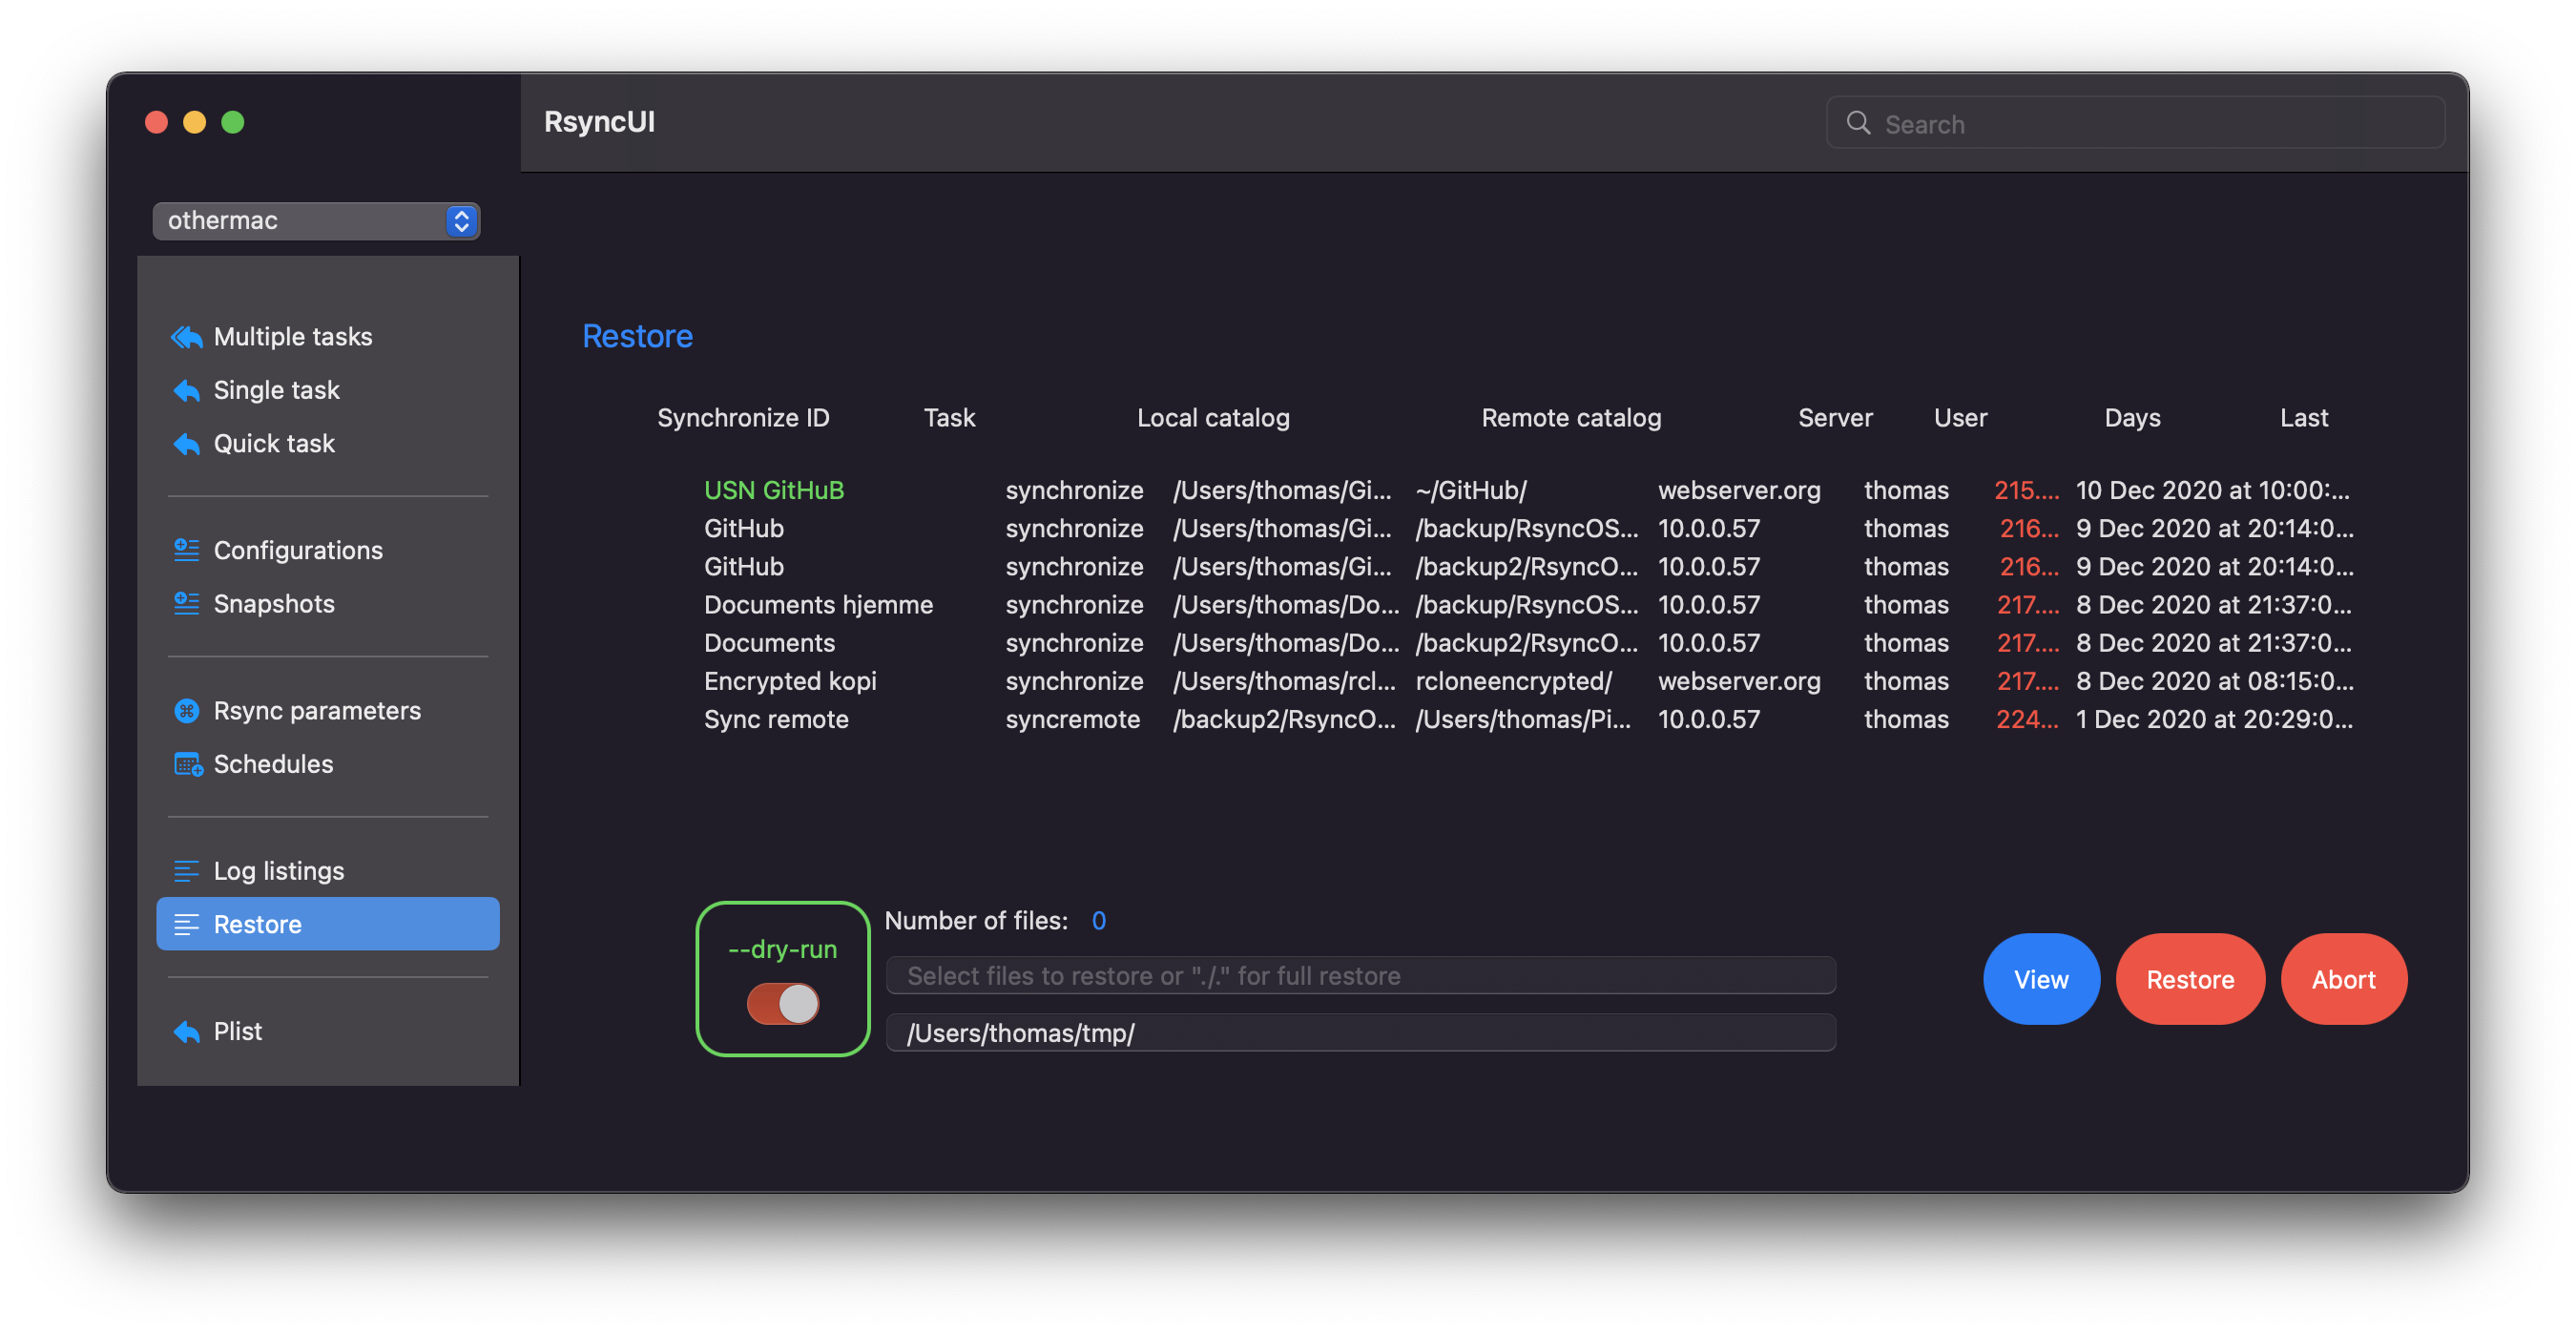 RsyncUI
Search
othermac
Multiple tasks
Single task
Quick task
Configurations
Snapshots
Rsync parameters
Schedules
Log listings
Restore
Plist
Restore
Synchronize ID Task Local catalog Remote catalog Server User Days Last
USN GitHuB synchronize /Users/thomas/Gi... ~/GitHub/ webserver.org thomas 215.... 10 Dec 2020 at 10:00:...
GitHub synchronize /Users/thomas/Gi... /backup/RsyncOS... 10.0.0.57 thomas 216... 9 Dec 2020 at 20:14:0...
GitHub synchronize /Users/thomas/Gi... /backup2/RsyncO... 10.0.0.57 thomas 216... 9 Dec 2020 at 20:14:0...
Documents hjemme synchronize /Users/thomas/Do... /backup/RsyncOS... 10.0.0.57 thomas 217.... 8 Dec 2020 at 21:37:0...
Documents synchronize /Users/thomas/Do... /backup2/RsyncO... 10.0.0.57 thomas 217.... 8 Dec 2020 at 21:37:0...
Encrypted kopi synchronize /Users/thomas/rcl... rcloneencrypted/ webserver.org thomas 217.... 8 Dec 2020 at 08:15:0...
Sync remote syncremote /backup2/RsyncO... /Users/thomas/Pi... 10.0.0.57 thomas 224... 1 Dec 2020 at 20:29:0...
--dry-run
Number of files: 0
Select files to restore or "./." for full restore
/Users/thomas/tmp/
View Restore Abort